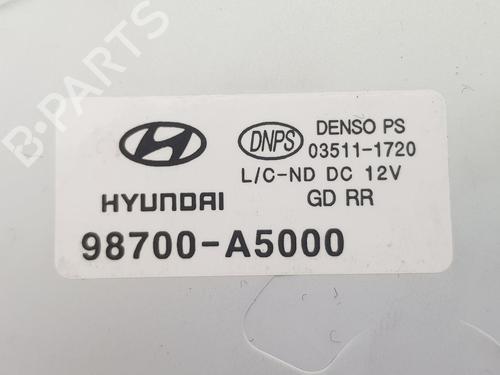 B-PARTS
HYUNDAI
98700-A5000
DNPS
DENSO PS
03511-1720
L/C-ND DC 12V
GD RR